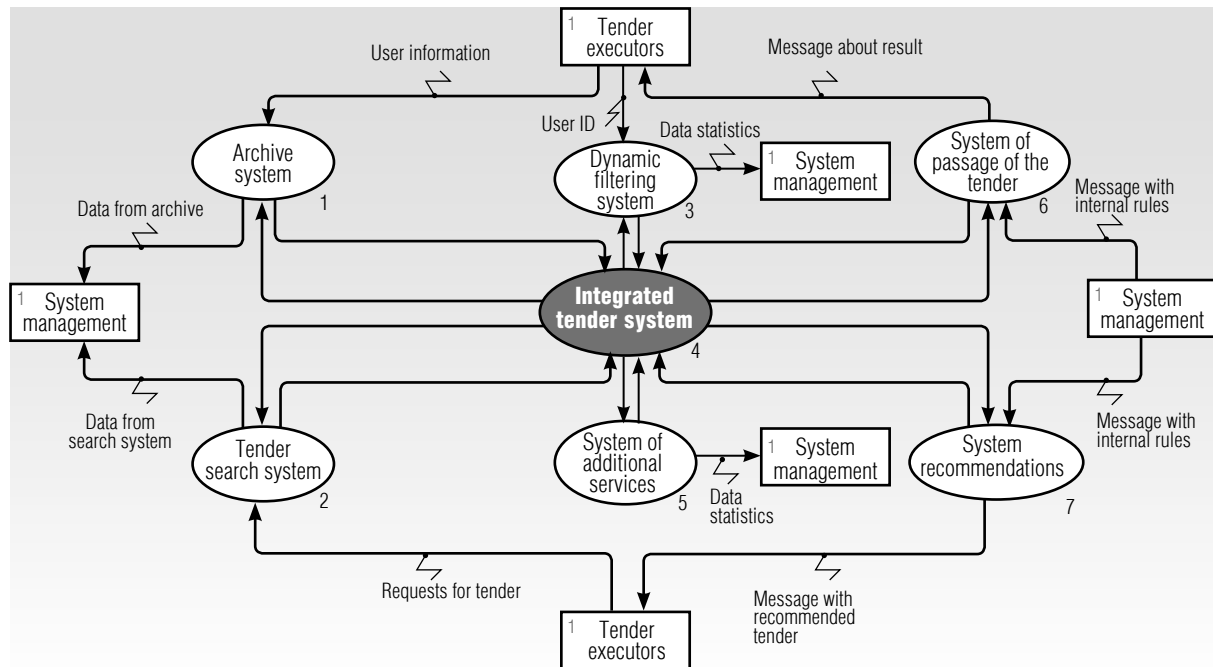 1
Tender
executors
User information
Message about result
User ID
Data statistics
Archive
system
1
Dynamic
filtering
system
3
1
System
management
System of
passage of the
tender
6
Data from archive
Message with
internal rules
1
System
management
Integrated
tender system
4
1
System
management
Data from
search system
Tender
search system
2
System of
additional
services
5
1
System
management
Data
statistics
System
recommendations
7
Message with
internal rules
Requests for tender
Message with
recommended
tender
1
Tender
executors